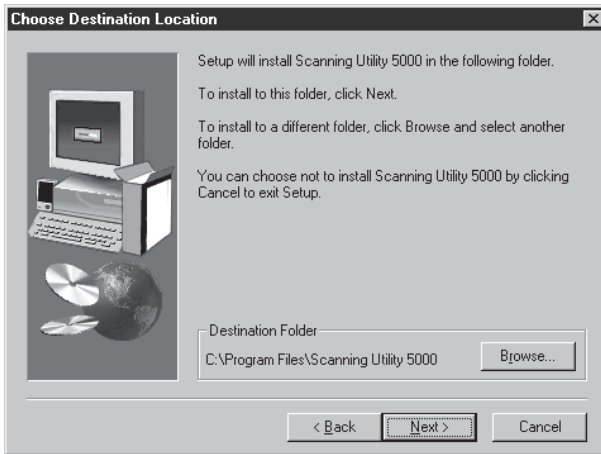 Choose Destination Location
Setup will install Scanning Utility 5000 in the following folder.
To install to this folder, click Next.
To install to a different folder, click Browse and select another
folder.
You can choose not to install Scanning Utility 5000 by clicking
Cancel to exit Setup.
Destination Folder
C:\Program Files\Scanning Utility 5000
Browse...
< Back
Next >
Cancel